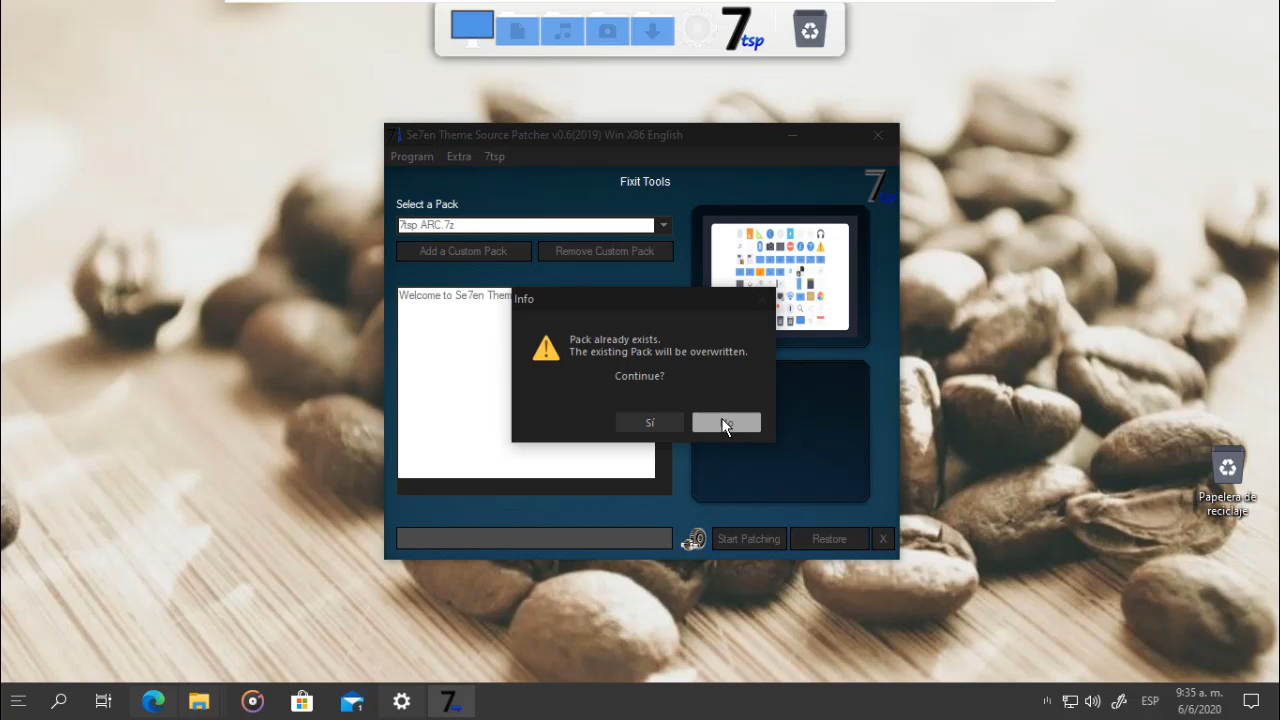 7tsp
Se7en Theme Source Patcher v0.6(2019) Win X86 English
Program Extra 7tsp
Fixit Tools
Select a Pack
7tsp ARC.7z
Add a Custom Pack Remove Custom Pack
Welcome to Se7en Them
Info
Pack already exists.
The existing Pack will be overwritten.
Continue?
Sí
Start Patching Restore X
Papelera de
reciclaje
ESP
9:35 a. m.
6/6/2020